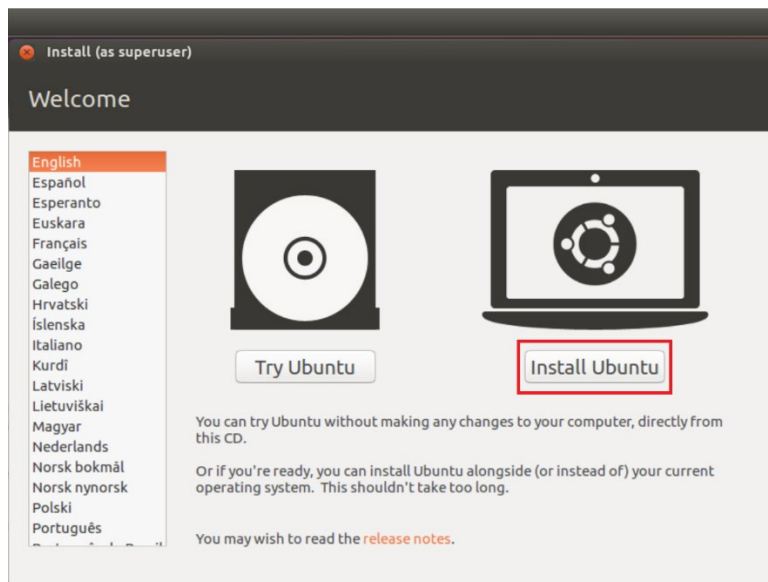 Install (as superuser)
Welcome
English
Español
Esperanto
Euskara
Français
Gaeilge
Galego
Hrvatski
Íslenska
Italiano
Kurdî
Latviski
Lietuviškai
Magyar
Nederlands
Norsk bokmål
Norsk nynorsk
Polski
Português
Try Ubuntu
Install Ubuntu
You can try Ubuntu without making any changes to your computer, directly from
this CD.
Or if you're ready, you can install Ubuntu alongside (or instead of) your current
operating system. This shouldn't take too long.
You may wish to read the release notes.